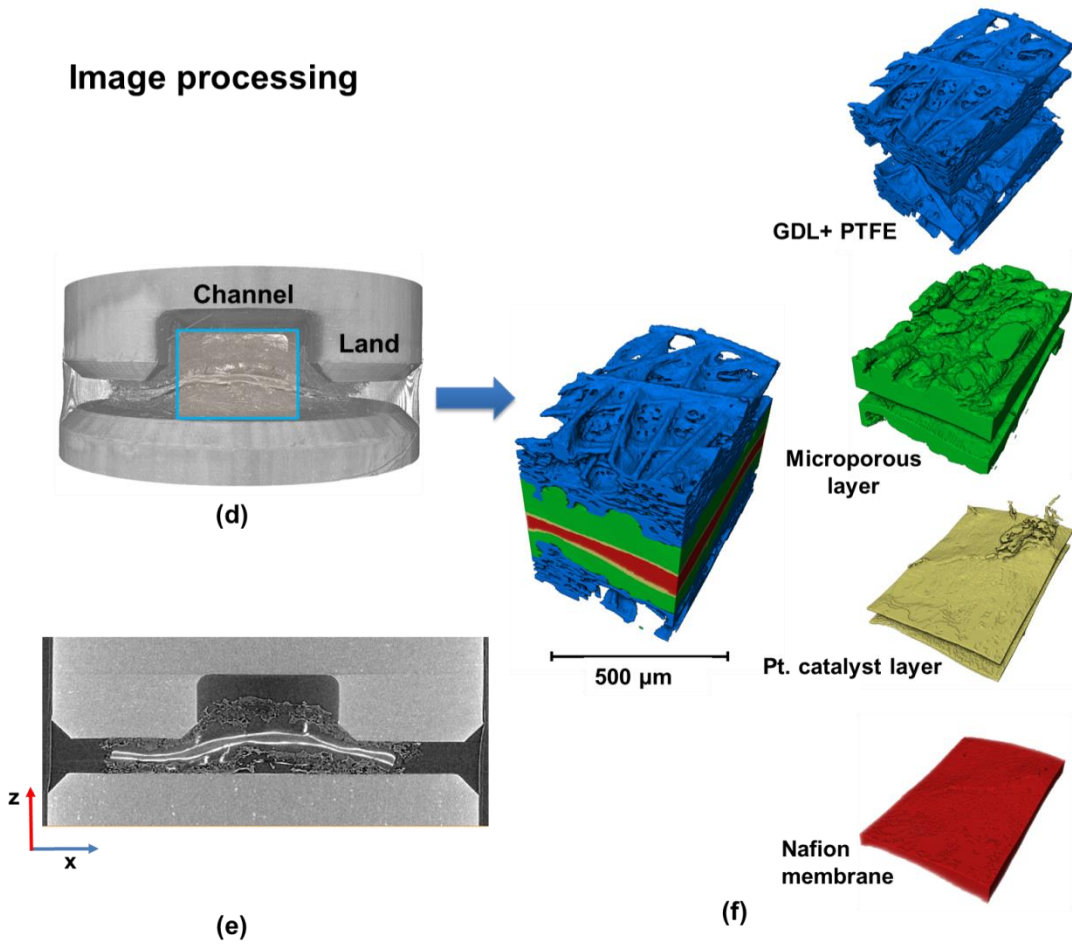 Image processing
GDL+ PTFE
Channel
Land
Microporous
layer
(d)
500 µm
Pt. catalyst layer
z
x
Nafion
membrane
(e)
(f)